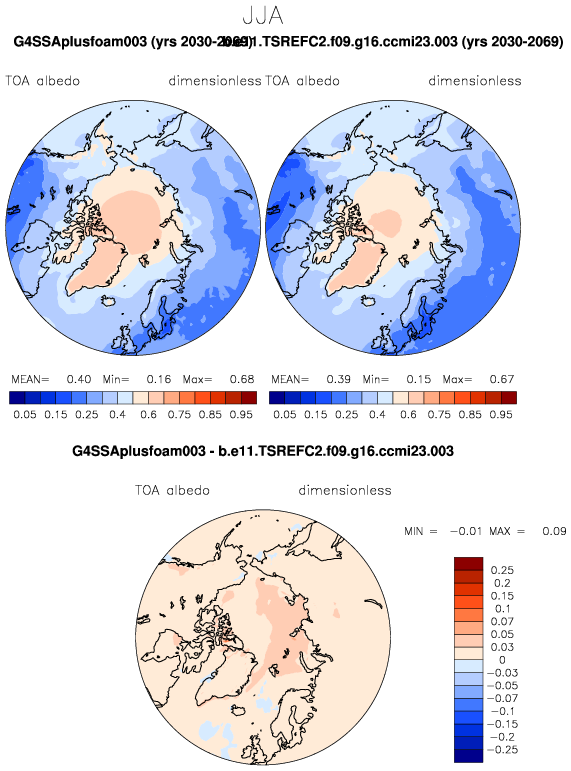 JJA
G4SSAplusfoam003 (yrs 2030-2069) b.e11.TSREFC2.f09.g16.ccmi23.003 (yrs 2030-2069)
TOA albedo dimensionless TOA albedo dimensionless
MEAN= 0.40 Min= 0.16 Max= 0.68 MEAN= 0.39 Min= 0.15 Max= 0.67
0.05 0.15 0.25 0.4 0.6 0.75 0.85 0.95 0.05 0.15 0.25 0.4 0.6 0.75 0.85 0.95
G4SSAplusfoam003 - b.e11.TSREFC2.f09.g16.ccmi23.003
TOA albedo dimensionless
MIN = -0.01 MAX = 0.09
0.25
0.2
0.15
0.1
0.07
0.05
0.03
0
-0.03
-0.05
-0.07
-0.1
-0.15
-0.2
-0.25